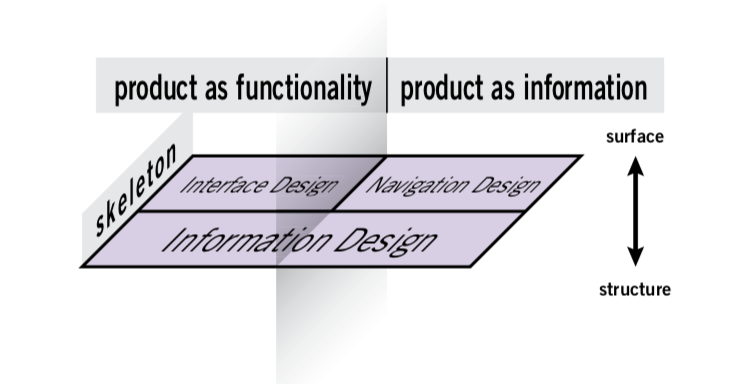 product as functionality
product as information
surface
skeleton
Interface Design
Navigation Design
Information Design
structure